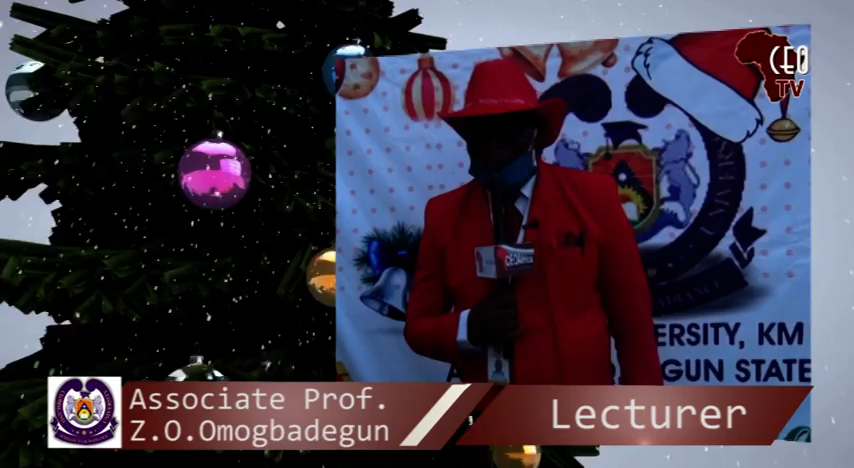 CEO
TV
ERSITY, KM
GUN STATE
Associate Prof.
Z.O.Omogbadegun
Lecturer